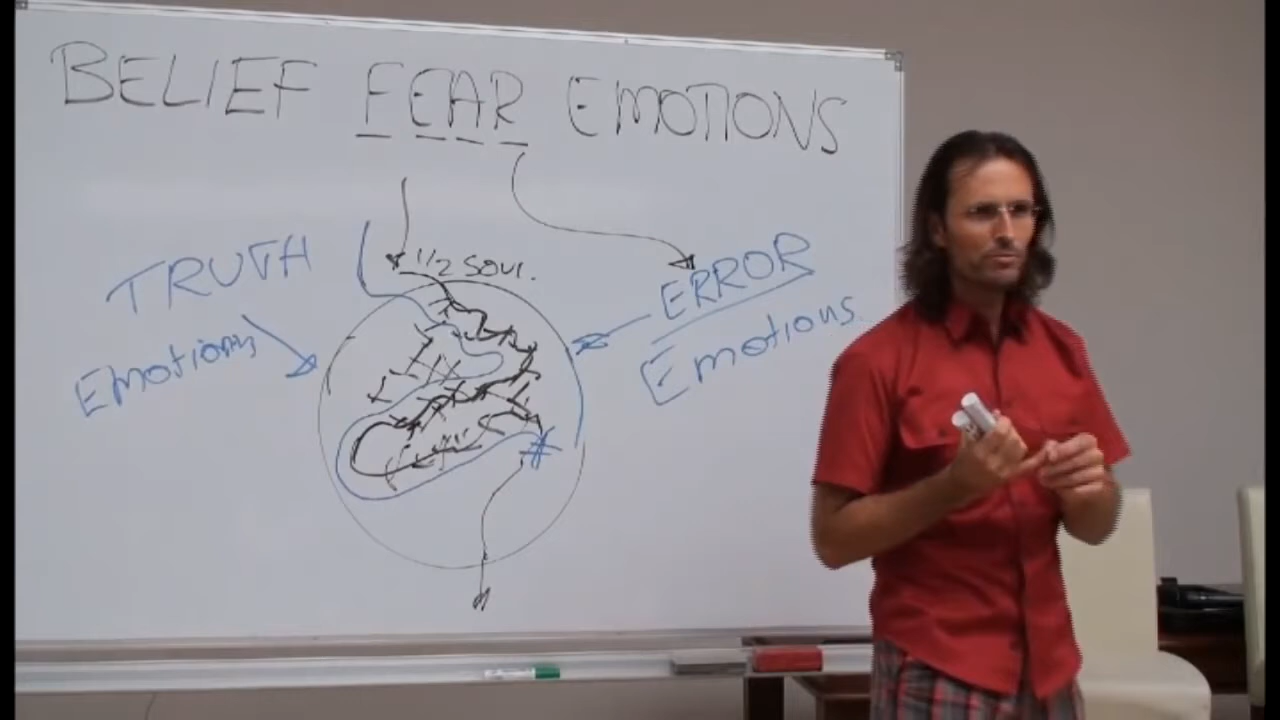 BELIEF FEAR EMOTIONS
1/2 SOUL.
TRUTH
Emotions
ERROR
Emotions